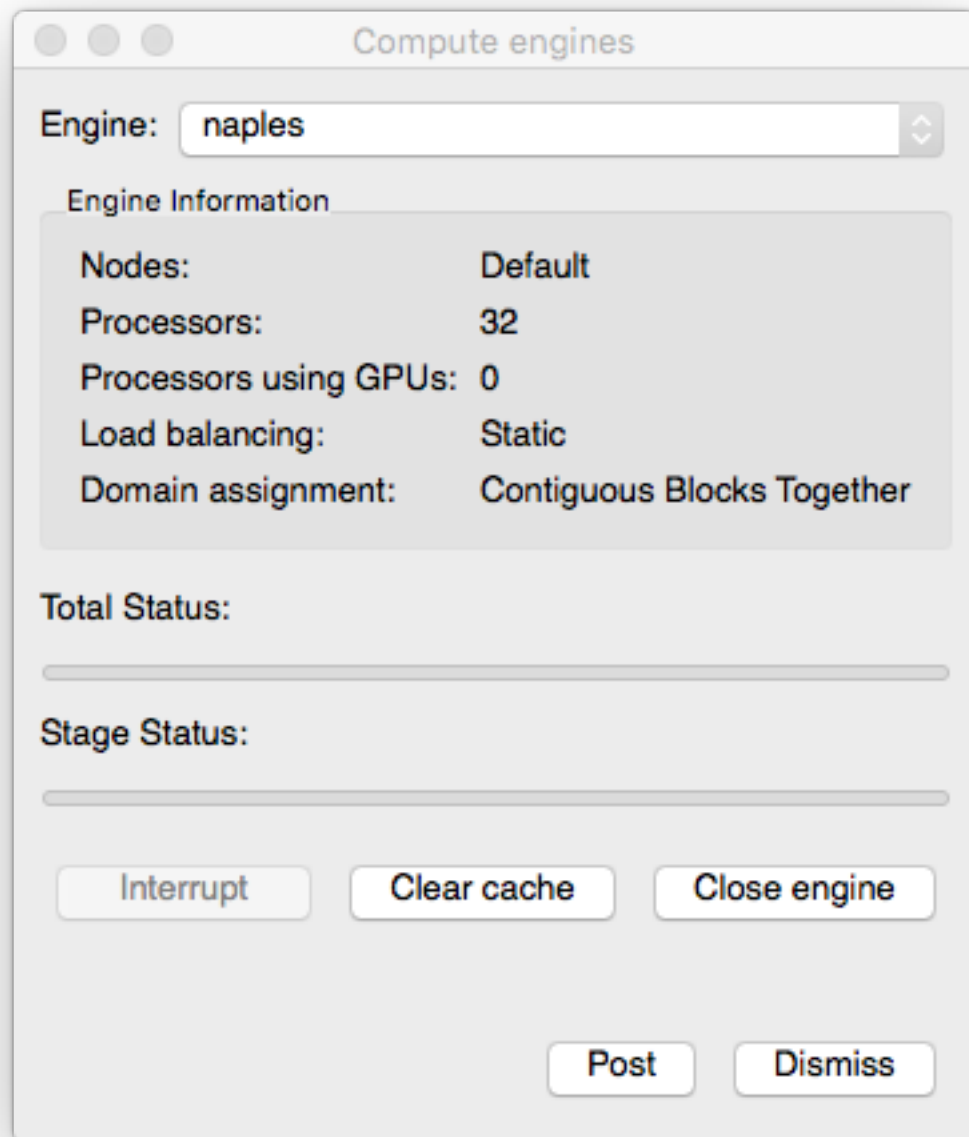 Compute engines
Engine: naples
Engine Information
Nodes: Default
Processors: 32
Processors using GPUs: 0
Load balancing: Static
Domain assignment: Contiguous Blocks Together
Total Status:
Stage Status:
Interrupt Clear cache Close engine
Post Dismiss